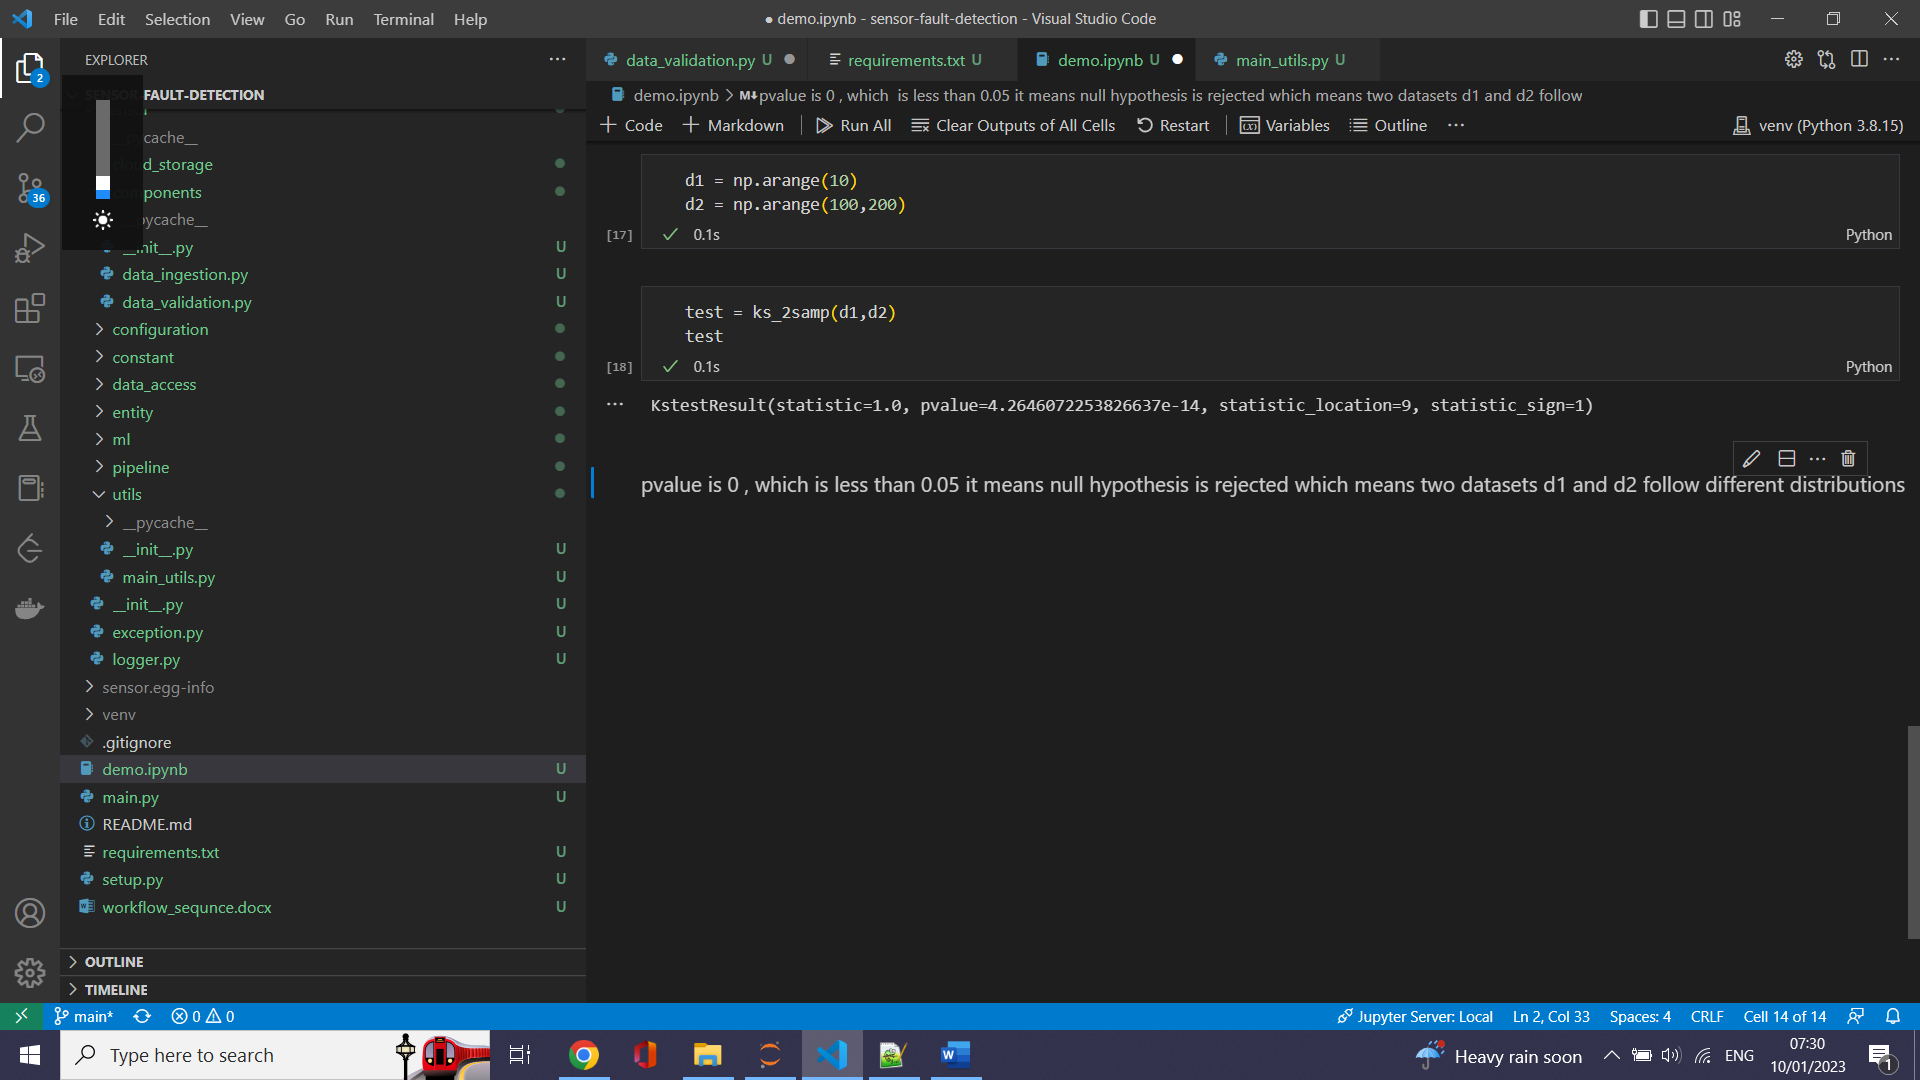 File Edit Selection View Go Run Terminal Help
● demo.ipynb - sensor-fault-detection - Visual Studio Code
EXPLORER
FAULT-DETECTION
cloud_storage
__init__.py U
data_ingestion.py U
data_validation.py U
configuration
constant
data_access
entity
ml
pipeline
utils
__pycache__
__init__.py U
main_utils.py U
__init__.py U
exception.py U
logger.py U
sensor.egg-info
venv
.gitignore
demo.ipynb U
main.py U
README.md
requirements.txt U
setup.py U
workflow_sequnce.docx U
OUTLINE
TIMELINE
2
36
data_validation.py U ● requirements.txt U demo.ipynb U ● main_utils.py U
demo.ipynb > M↓pvalue is 0 , which is less than 0.05 it means null hypothesis is rejected which means two datasets d1 and d2 follow
+ Code + Markdown Run All Clear Outputs of All Cells Restart Variables Outline ··· venv (Python 3.8.15)
d1 = np.arange(10)
d2 = np.arange(100,200)
[17] ✓ 0.1s Python
test = ks_2samp(d1,d2)
test
[18] ✓ 0.1s Python
··· KstestResult(statistic=1.0, pvalue=4.2646072253826637e-14, statistic_location=9, statistic_sign=1)
pvalue is 0 , which is less than 0.05 it means null hypothesis is rejected which means two datasets d1 and d2 follow different distributions
main* 0 0 Jupyter Server: Local Ln 2, Col 33 Spaces: 4 CRLF Cell 14 of 14
Type here to search
Heavy rain soon ENG
07:30
10/01/2023
1